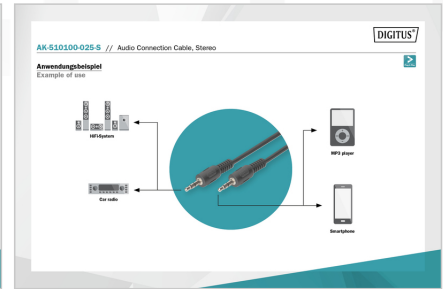 DIGITUS®
AK-510100-025-S // Audio Connection Cable, Stereo
Anwendungsbeispiel
Example of use
HiFi-System
MP3 player
Car radio
Smartphone